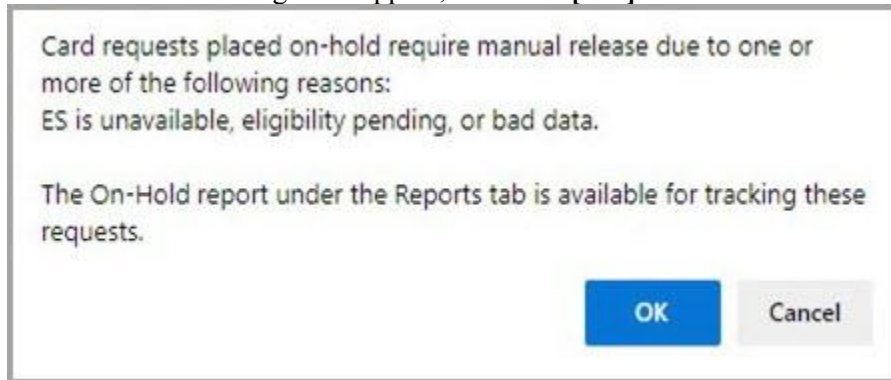 Card requests placed on-hold require manual release due to one or
more of the following reasons:
ES is unavailable, eligibility pending, or bad data.
The On-Hold report under the Reports tab is available for tracking these
requests.
OK
Cancel